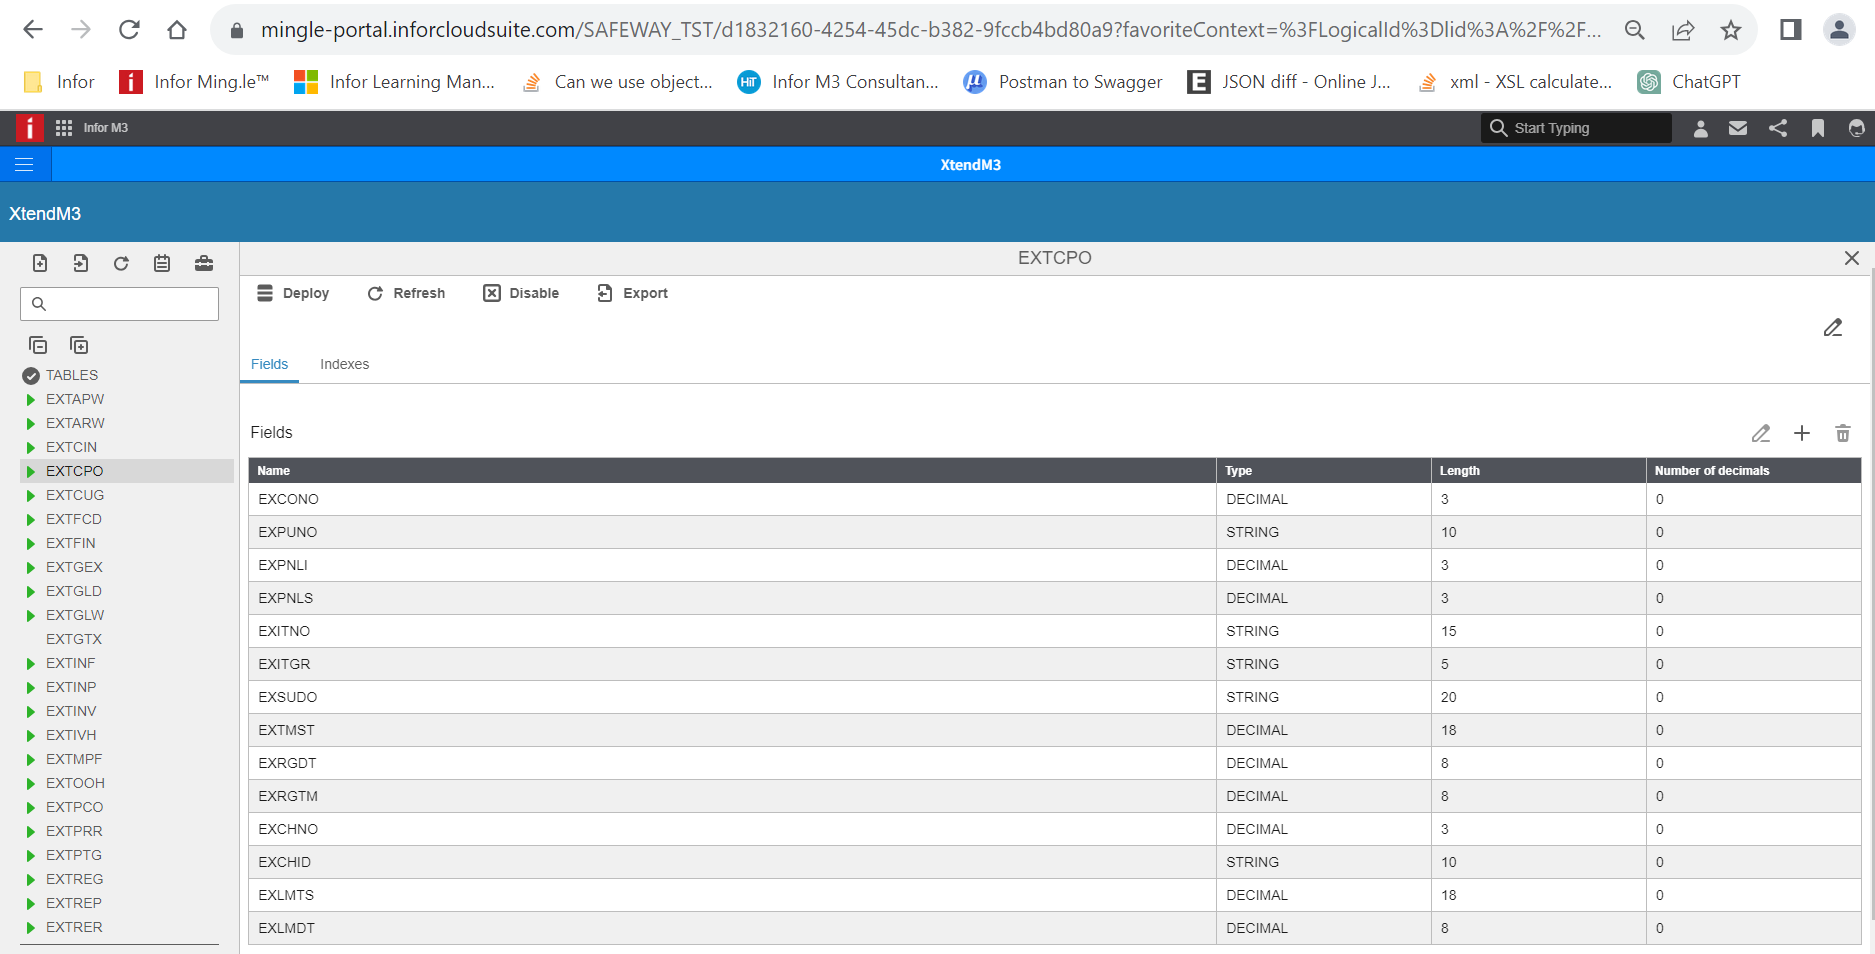 mingle-portal.inforcloudsuite.com/SAFEWAY_TST/d1832160-4254-45dc-b382-9fccb4bd80a9?favoriteContext=%3FLogicalId%3Dlid%3A%2F%2F...
Infor
Infor Ming.le™
Infor Learning Man...
Can we use object...
HiT
Infor M3 Consultan...
Postman to Swagger
JSON diff - Online J...
xml - XSL calculate...
ChatGPT
Infor M3
Start Typing
XtendM3
XtendM3
EXTCPO
Deploy
Refresh
Disable
Export
Fields
Indexes
TABLES
EXTAPW
EXTARW
EXTCIN
EXTCPO
EXTCUG
EXTFCD
EXTFIN
EXTGEX
EXTGLD
EXTGLW
EXTGTX
EXTINF
EXTINP
EXTINV
EXTIVH
EXTMPF
EXTOOH
EXTPCO
EXTPRR
EXTPTG
EXTREG
EXTREP
EXTRER
Fields
Name Type Length Number of decimals
EXCONO DECIMAL 3 0
EXPUNO STRING 10 0
EXPNLI DECIMAL 3 0
EXPNLS DECIMAL 3 0
EXITNO STRING 15 0
EXITGR STRING 5 0
EXSUDO STRING 20 0
EXTMST DECIMAL 18 0
EXRGDT DECIMAL 8 0
EXRGTM DECIMAL 8 0
EXCHNO DECIMAL 3 0
EXCHID STRING 10 0
EXLMTS DECIMAL 18 0
EXLMDT DECIMAL 8 0